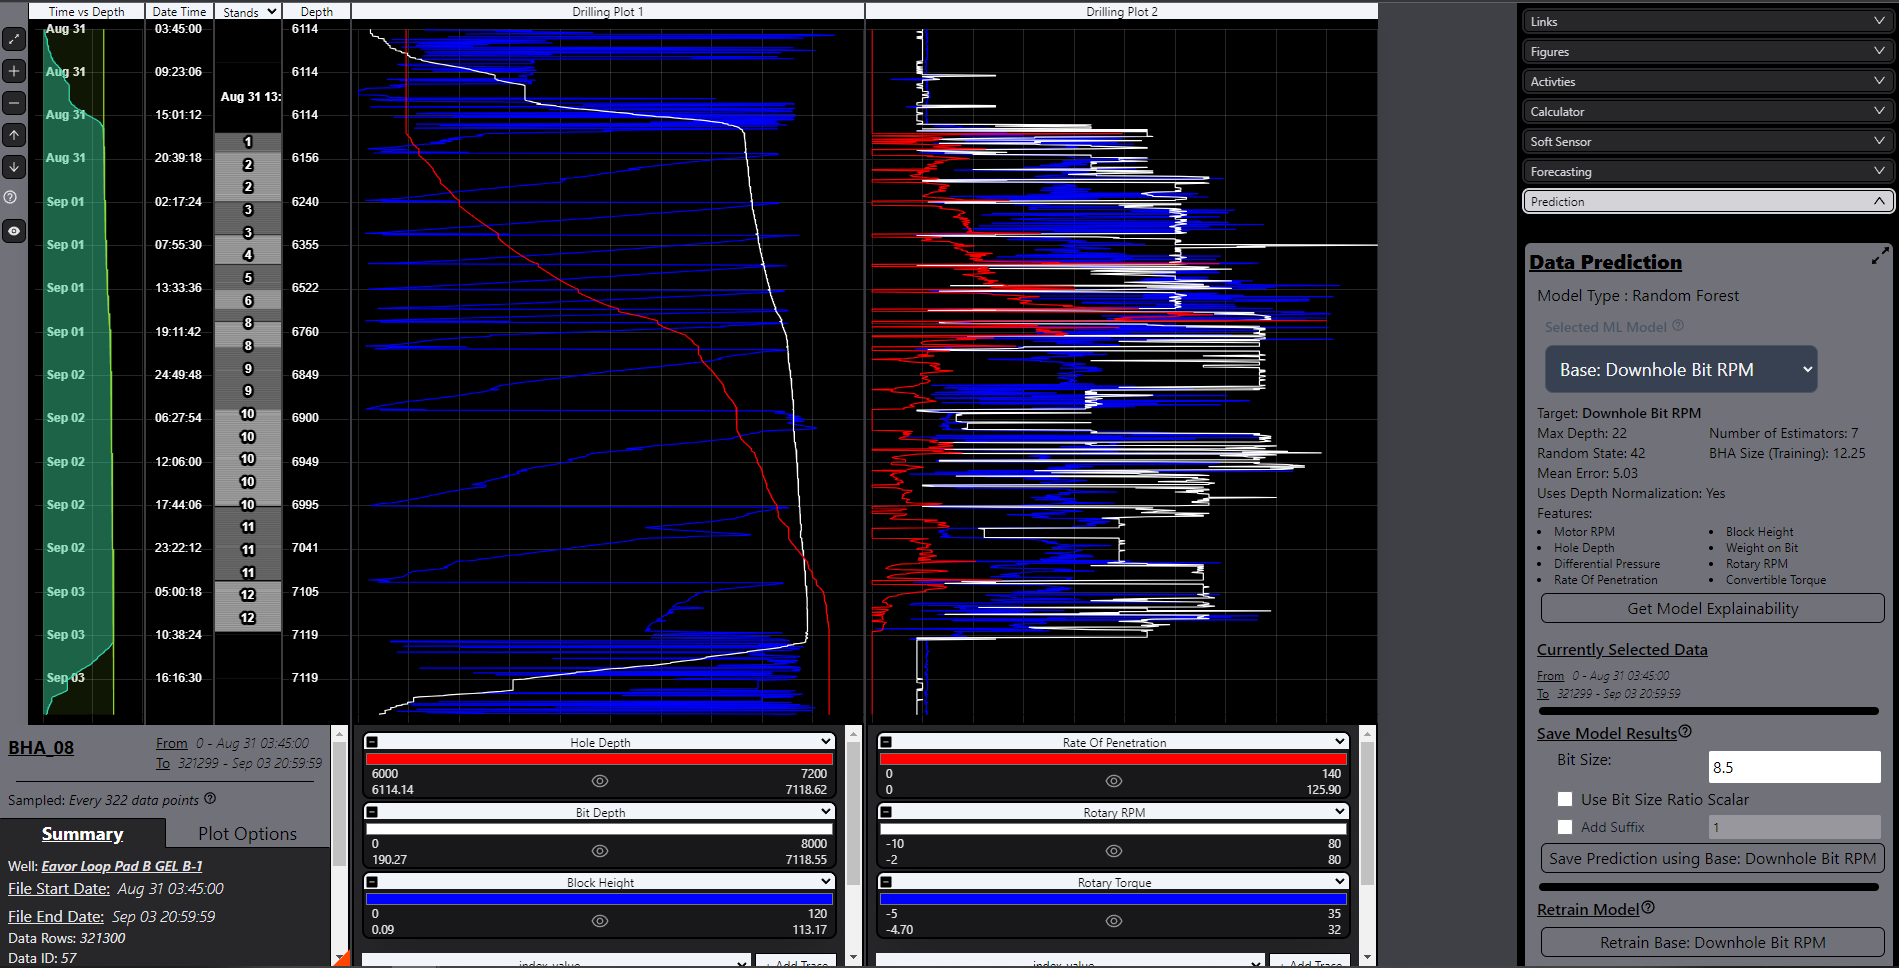 Time vs Depth
Date Time
Stands
Depth
Drilling Plot 1
Drilling Plot 2
Aug 31 03:45:00 6114
Aug 31 09:23:06 6114
Aug 31 13:
Aug 31 15:01:12 6114
1
Aug 31 20:39:18 2 6156
2
Sep 01 02:17:24 3 6240
3
Sep 01 07:55:30 4 6355
5
Sep 01 13:33:36 6 6522
8
Sep 01 19:11:42 8 6760
9
Sep 02 24:49:48 9 6849
10
Sep 02 06:27:54 10 6900
Sep 02 12:06:00 10 6949
10
Sep 02 17:44:06 10 6995
11
Sep 02 23:22:12 11 7041
11
Sep 03 05:00:18 12 7105
12
Sep 03 10:38:24 7119
Sep 03 16:16:30 7119
BHA_08
From 0 - Aug 31 03:45:00
To 321299 - Sep 03 20:59:59
Sampled: Every 322 data points
Summary
Plot Options
Well: Eavor Loop Pad B GEL B-1
File Start Date: Aug 31 03:45:00
File End Date: Sep 03 20:59:59
Data Rows: 321300
Data ID: 57
Hole Depth
6000 7200
6114.14 7118.62
Bit Depth
0 8000
190.27 7118.55
Block Height
0 120
0.09 113.17
index_value
+ Add Trace
Rate Of Penetration
0 140
0 125.90
Rotary RPM
-10 80
-2 80
Rotary Torque
-5 35
-4.70 32
index_value
+ Add Trace
Links
Figures
Activties
Calculator
Soft Sensor
Forecasting
Prediction
Data Prediction
Model Type : Random Forest
Selected ML Model
Base: Downhole Bit RPM
Target: Downhole Bit RPM
Max Depth: 22 Number of Estimators: 7
Random State: 42 BHA Size (Training): 12.25
Mean Error: 5.03
Uses Depth Normalization: Yes
Features:
• Motor RPM • Block Height
• Hole Depth • Weight on Bit
• Differential Pressure • Rotary RPM
• Rate Of Penetration • Convertible Torque
Get Model Explainability
Currently Selected Data
From 0 - Aug 31 03:45:00
To 321299 - Sep 03 20:59:59
Save Model Results
Bit Size: 8.5
Use Bit Size Ratio Scalar
Add Suffix 1
Save Prediction using Base: Downhole Bit RPM
Retrain Model
Retrain Base: Downhole Bit RPM